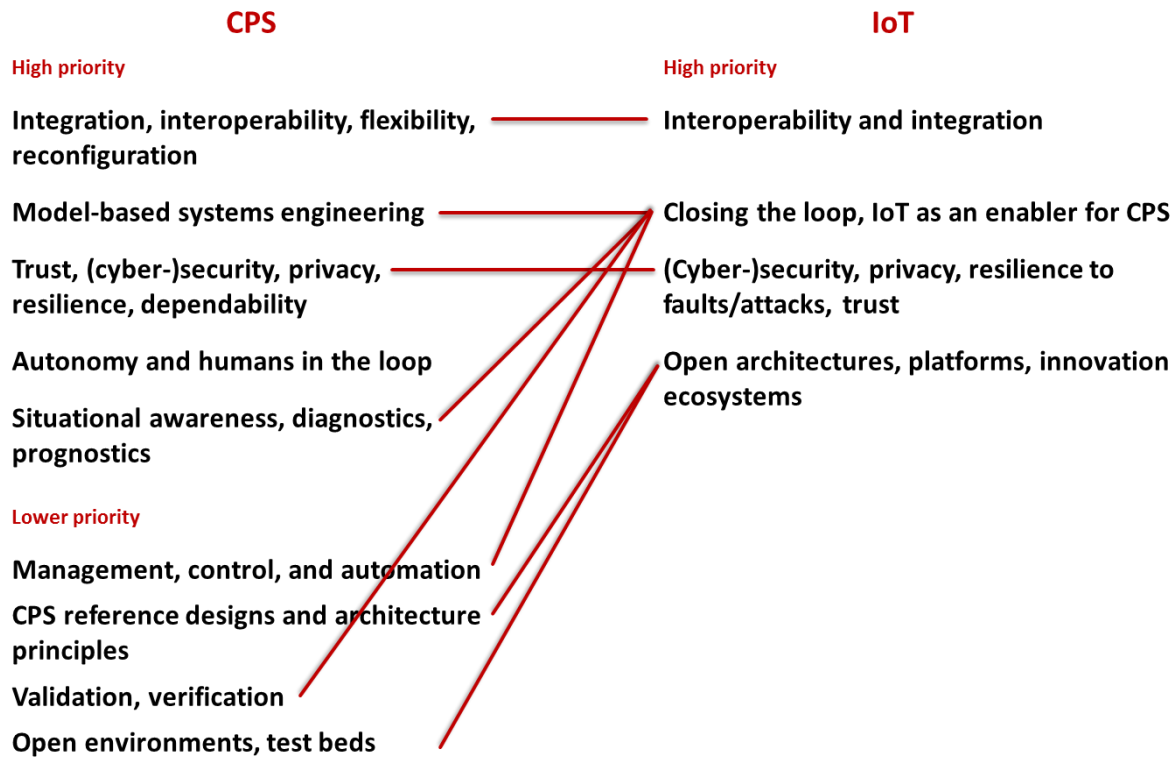 CPS
High priority
Integration, interoperability, flexibility,
reconfiguration
Model-based systems engineering
Trust, (cyber-)security, privacy,
resilience, dependability
Autonomy and humans in the loop
Situational awareness, diagnostics,
prognostics
Lower priority
Management, control, and automation
CPS reference designs and architecture
principles
Validation, verification
Open environments, test beds
IoT
High priority
Interoperability and integration
Closing the loop, IoT as an enabler for CPS
(Cyber-)security, privacy, resilience to
faults/attacks, trust
Open architectures, platforms, innovation
ecosystems